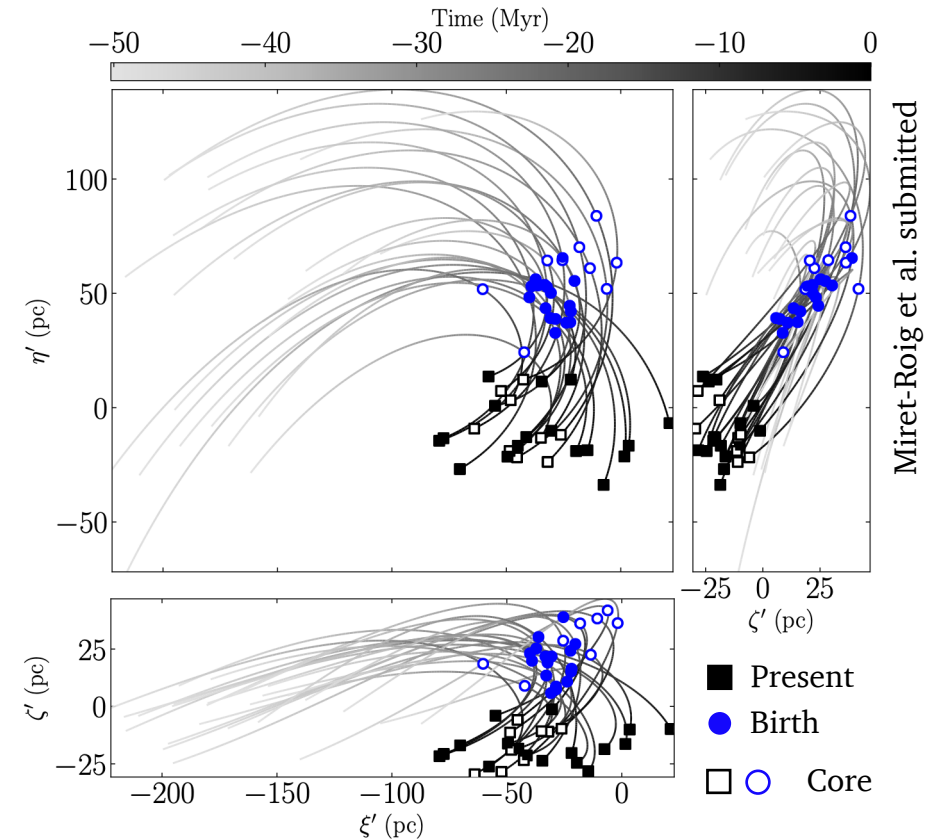 Time (Myr)
−50 −40 −30 −20 −10 0
100
50
0
−50
η′ (pc)
Miret-Roig et al. submitted
−25 0 25
ζ′ (pc)
25
0
−25
ζ′ (pc)
−200 −150 −100 −50 0
ξ′ (pc)
Present
Birth
Core